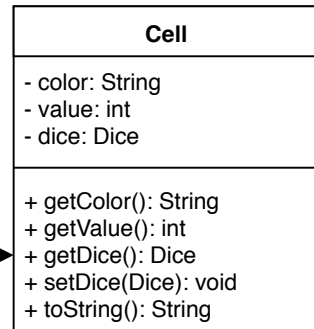 Cell
- color: String
- value: int
- dice: Dice
+ getColor(): String
+ getValue(): int
+ getDice(): Dice
+ setDice(Dice): void
+ toString(): String